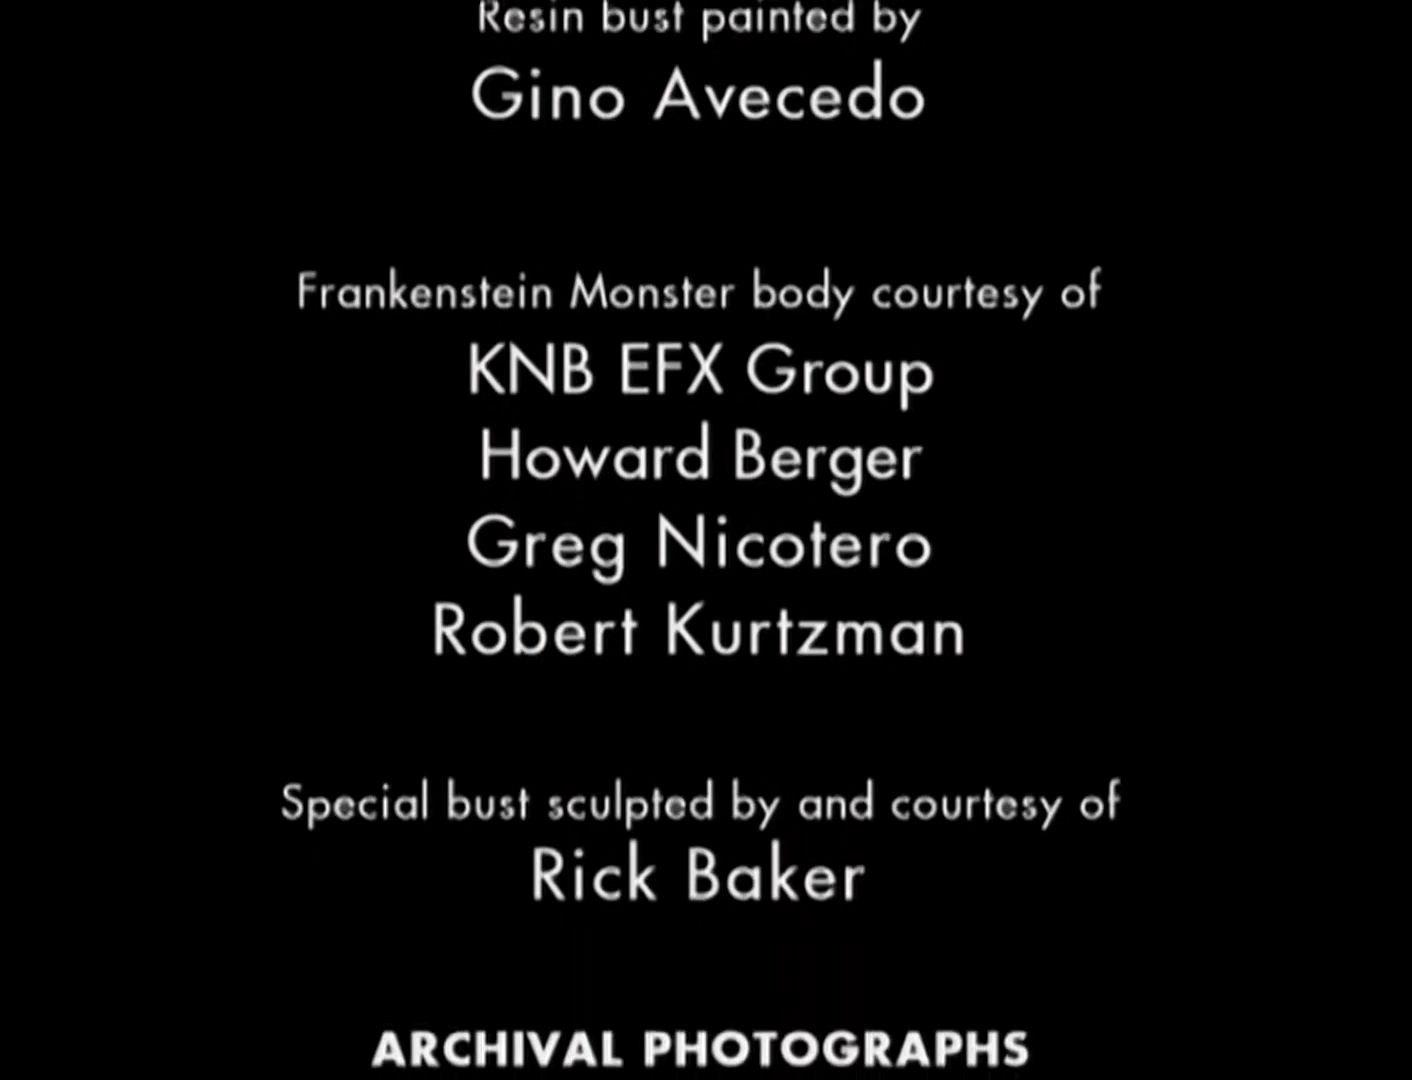 Resin bust painted by
Gino Avecedo
Frankenstein Monster body courtesy of
KNB EFX Group
Howard Berger
Greg Nicotero
Robert Kurtzman
Special bust sculpted by and courtesy of
Rick Baker
ARCHIVAL PHOTOGRAPHS